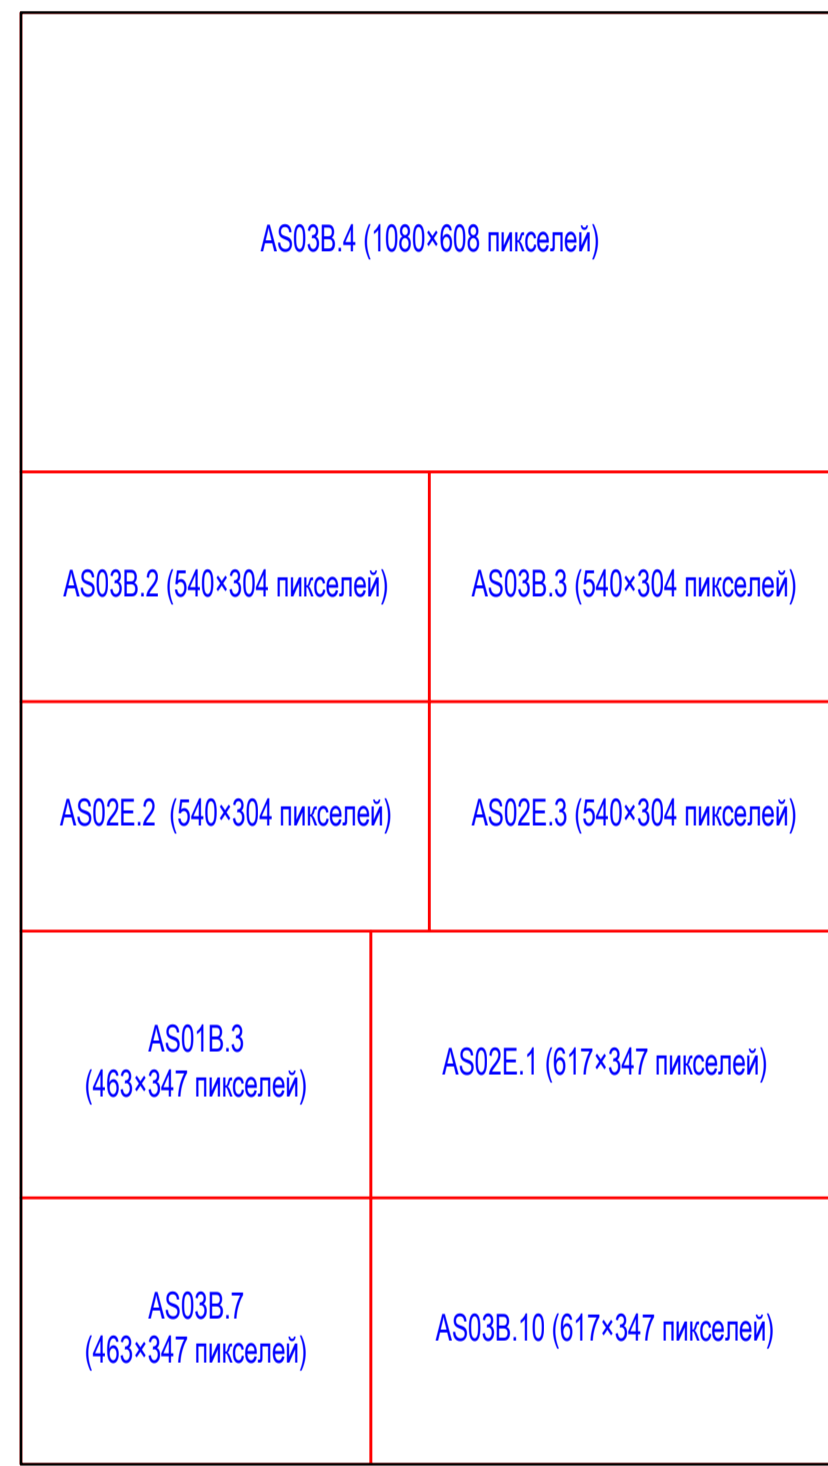 AS03B.4 (1080×608 пикселей)
AS03B.2 (540×304 пикселей)
AS03B.3 (540×304 пикселей)
AS02E.2 (540×304 пикселей)
AS02E.3 (540×304 пикселей)
AS01B.3
(463×347 пикселей)
AS02E.1 (617×347 пикселей)
AS03B.7
(463×347 пикселей)
AS03B.10 (617×347 пикселей)